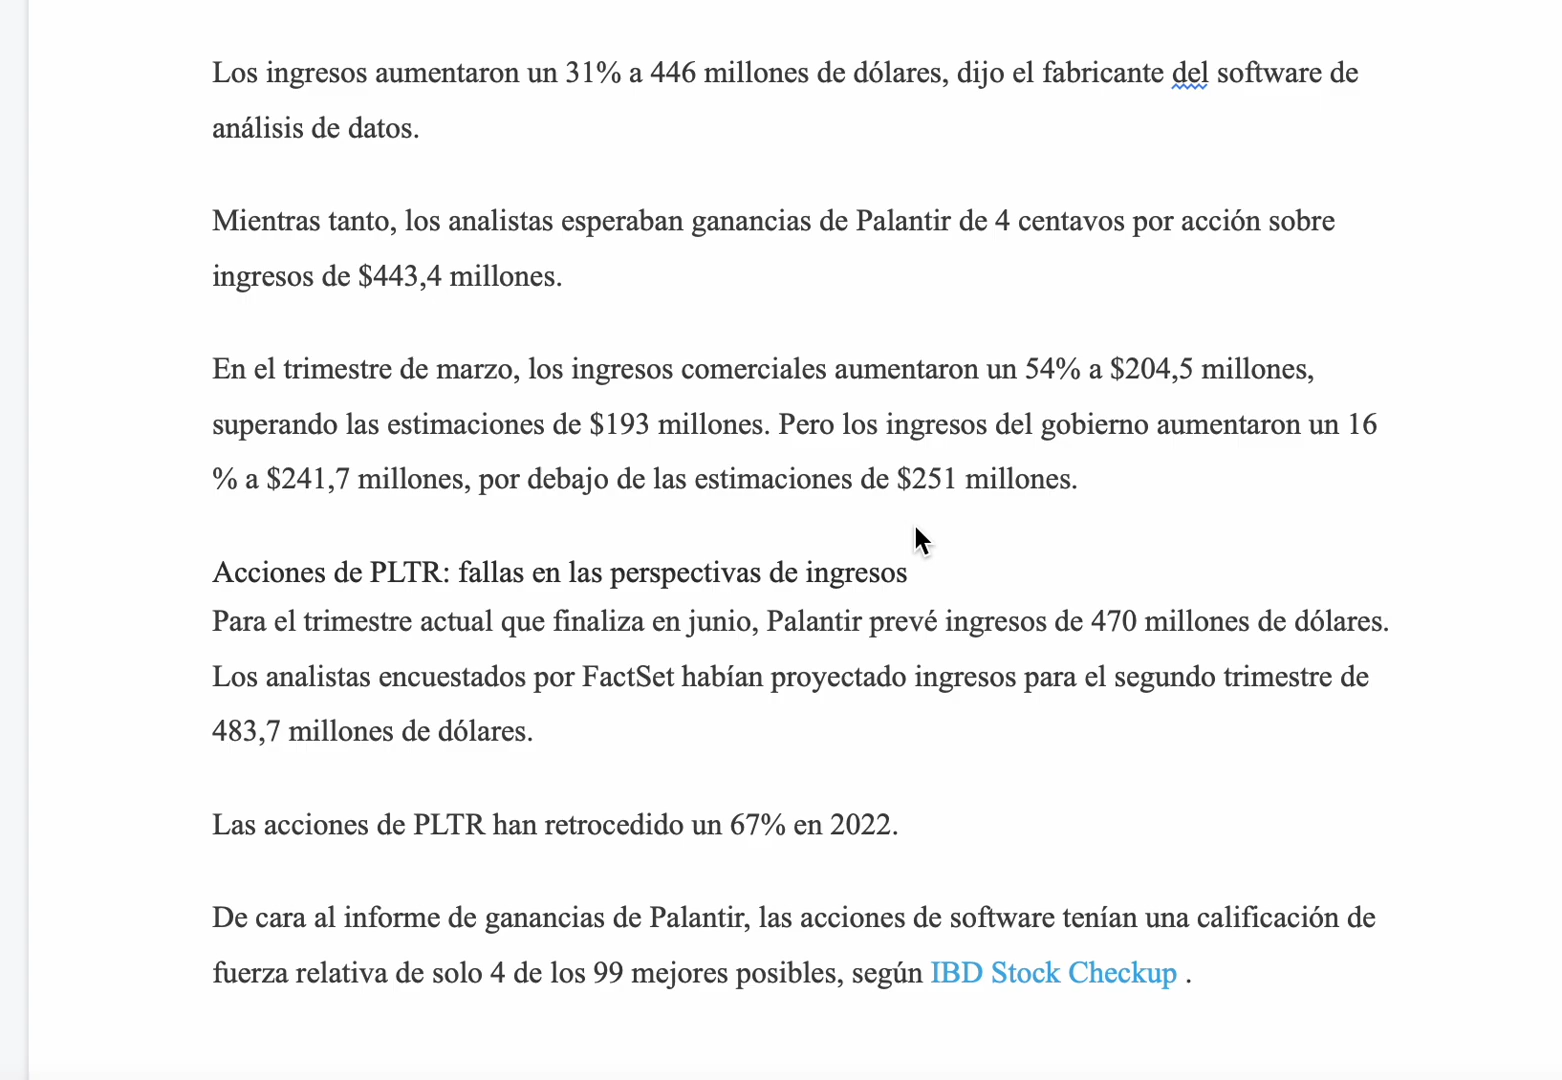 Los ingresos aumentaron un 31% a 446 millones de dólares, dijo el fabricante del software de
análisis de datos.
Mientras tanto, los analistas esperaban ganancias de Palantir de 4 centavos por acción sobre
ingresos de $443,4 millones.
En el trimestre de marzo, los ingresos comerciales aumentaron un 54% a $204,5 millones,
superando las estimaciones de $193 millones. Pero los ingresos del gobierno aumentaron un 16
% a $241,7 millones, por debajo de las estimaciones de $251 millones.
Acciones de PLTR: fallas en las perspectivas de ingresos
Para el trimestre actual que finaliza en junio, Palantir prevé ingresos de 470 millones de dólares.
Los analistas encuestados por FactSet habían proyectado ingresos para el segundo trimestre de
483,7 millones de dólares.
Las acciones de PLTR han retrocedido un 67% en 2022.
De cara al informe de ganancias de Palantir, las acciones de software tenían una calificación de
fuerza relativa de solo 4 de los 99 mejores posibles, según IBD Stock Checkup .